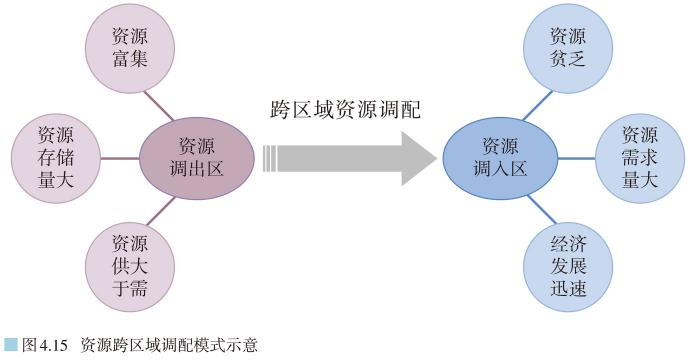 资源
富集
资源
存储
量大
资源
供大
于需
资源
调出区
跨区域资源调配
资源
调入区
资源
贫乏
资源
需求
量大
经济
发展
迅速
图4.15 资源跨区域调配模式示意